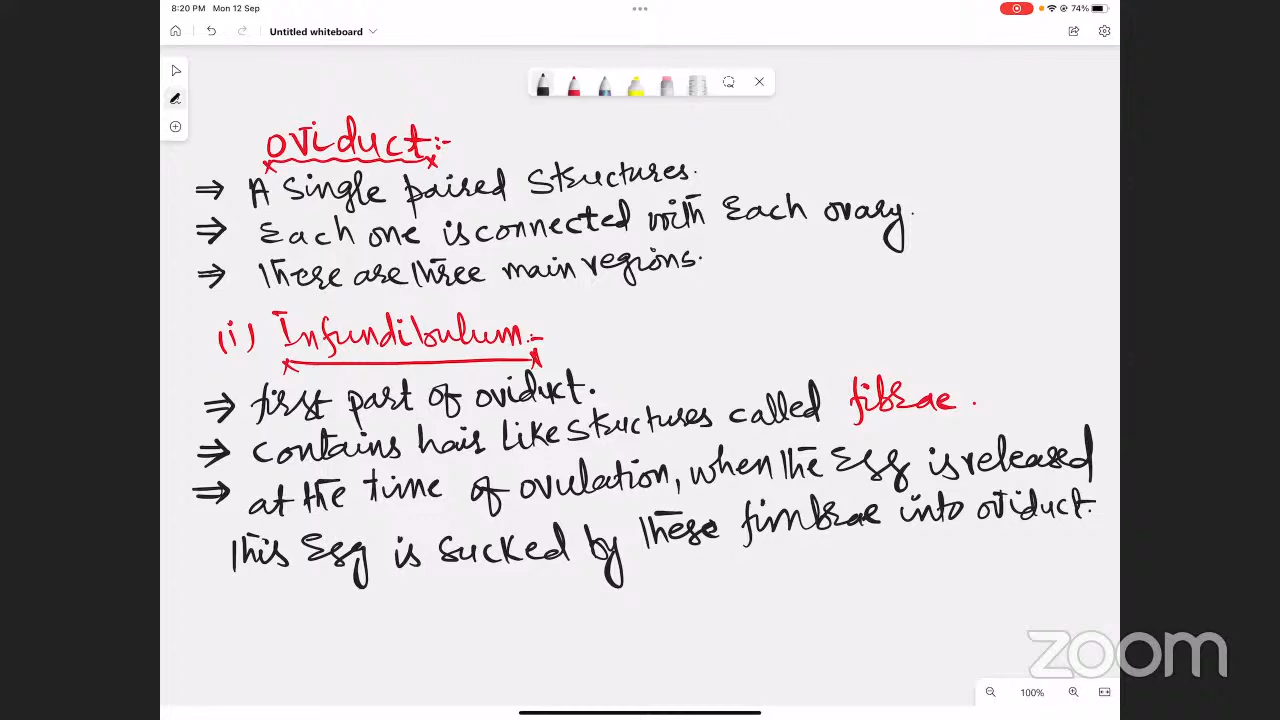 8:20 PM Mon 12 Sep
74%
Untitled whiteboard
oviduct:-
⇒ A single paired structures.
⇒ Each one is connected with Each ovary.
⇒ There are three main regions.
(i) Infundibulum:-
⇒ first part of oviduct.
⇒ contains hair like structures called fibrae.
⇒ at the time of ovulation, when the Egg is released
this Egg is sucked by these fimbrae into oviduct.
zoom
100%